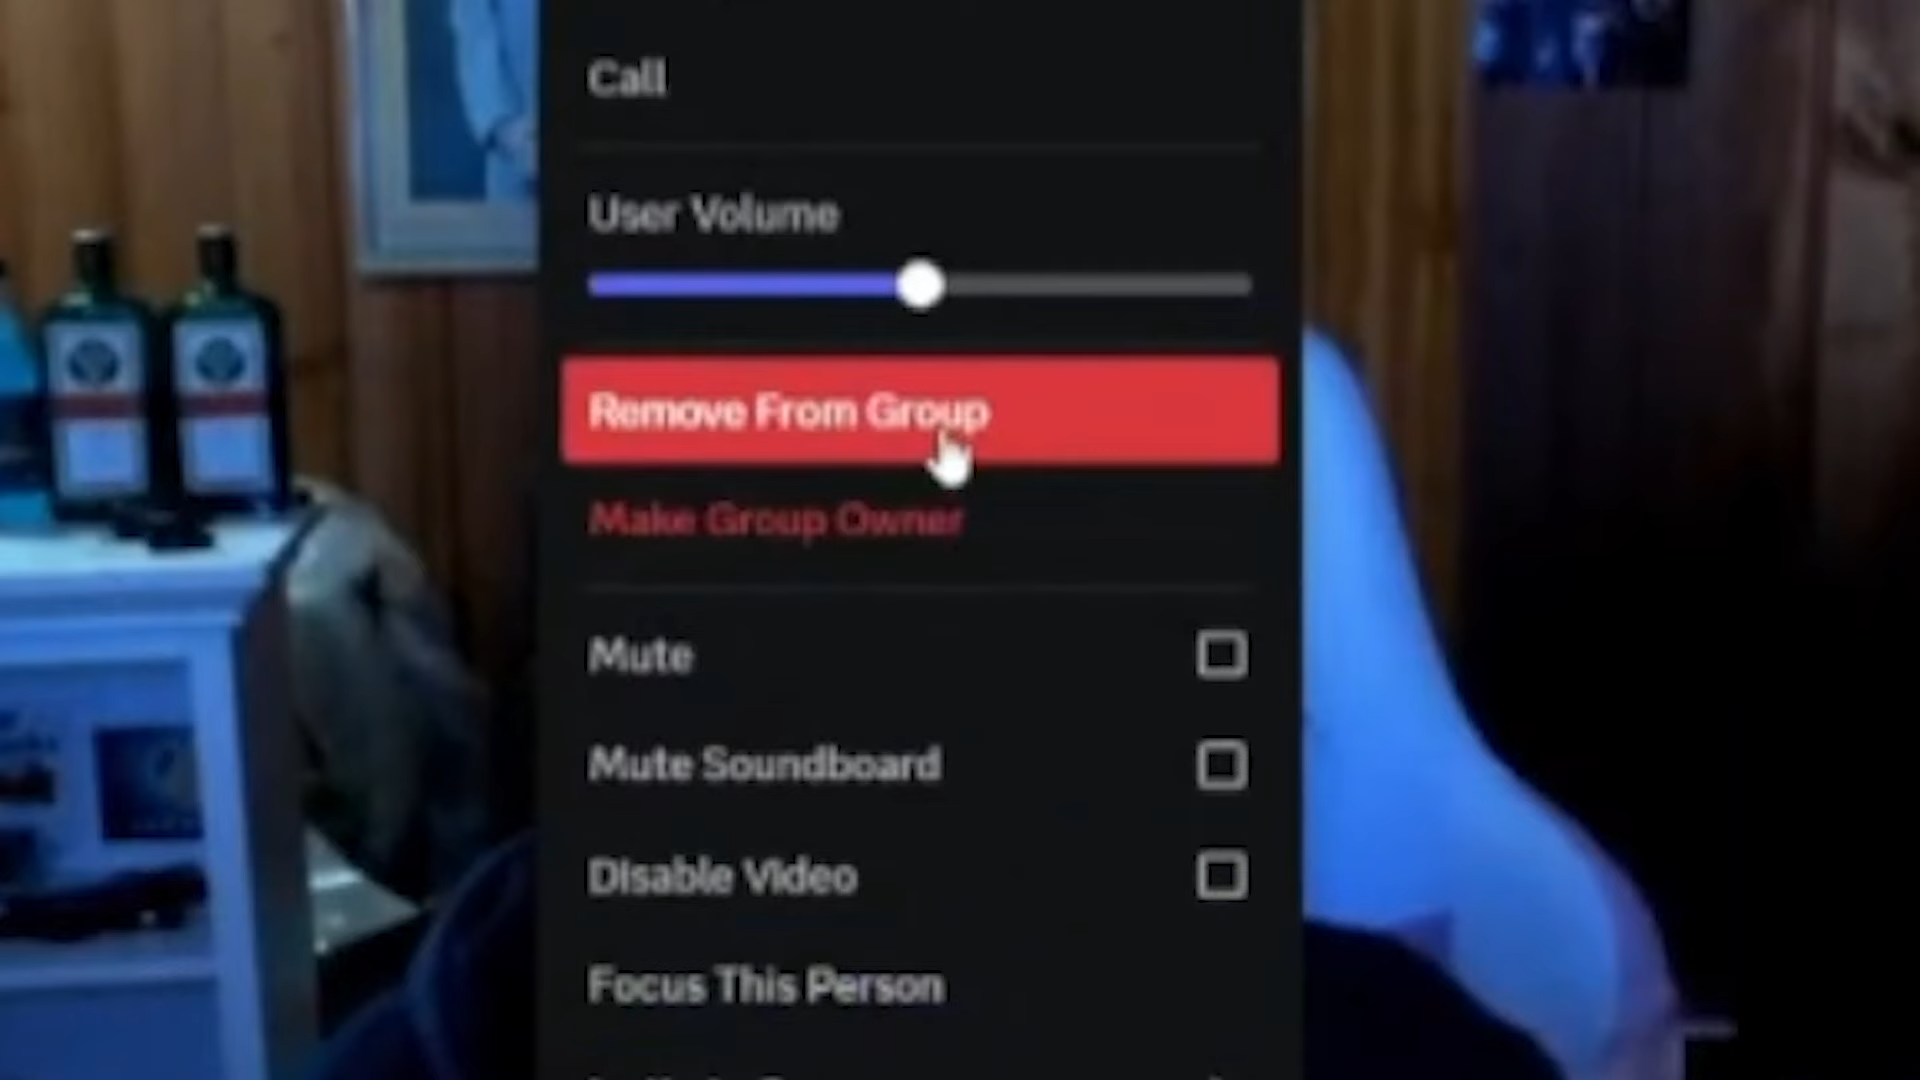 Call
User Volume
Remove From Group
Make Group Owner
Mute
Mute Soundboard
Disable Video
Focus This Person